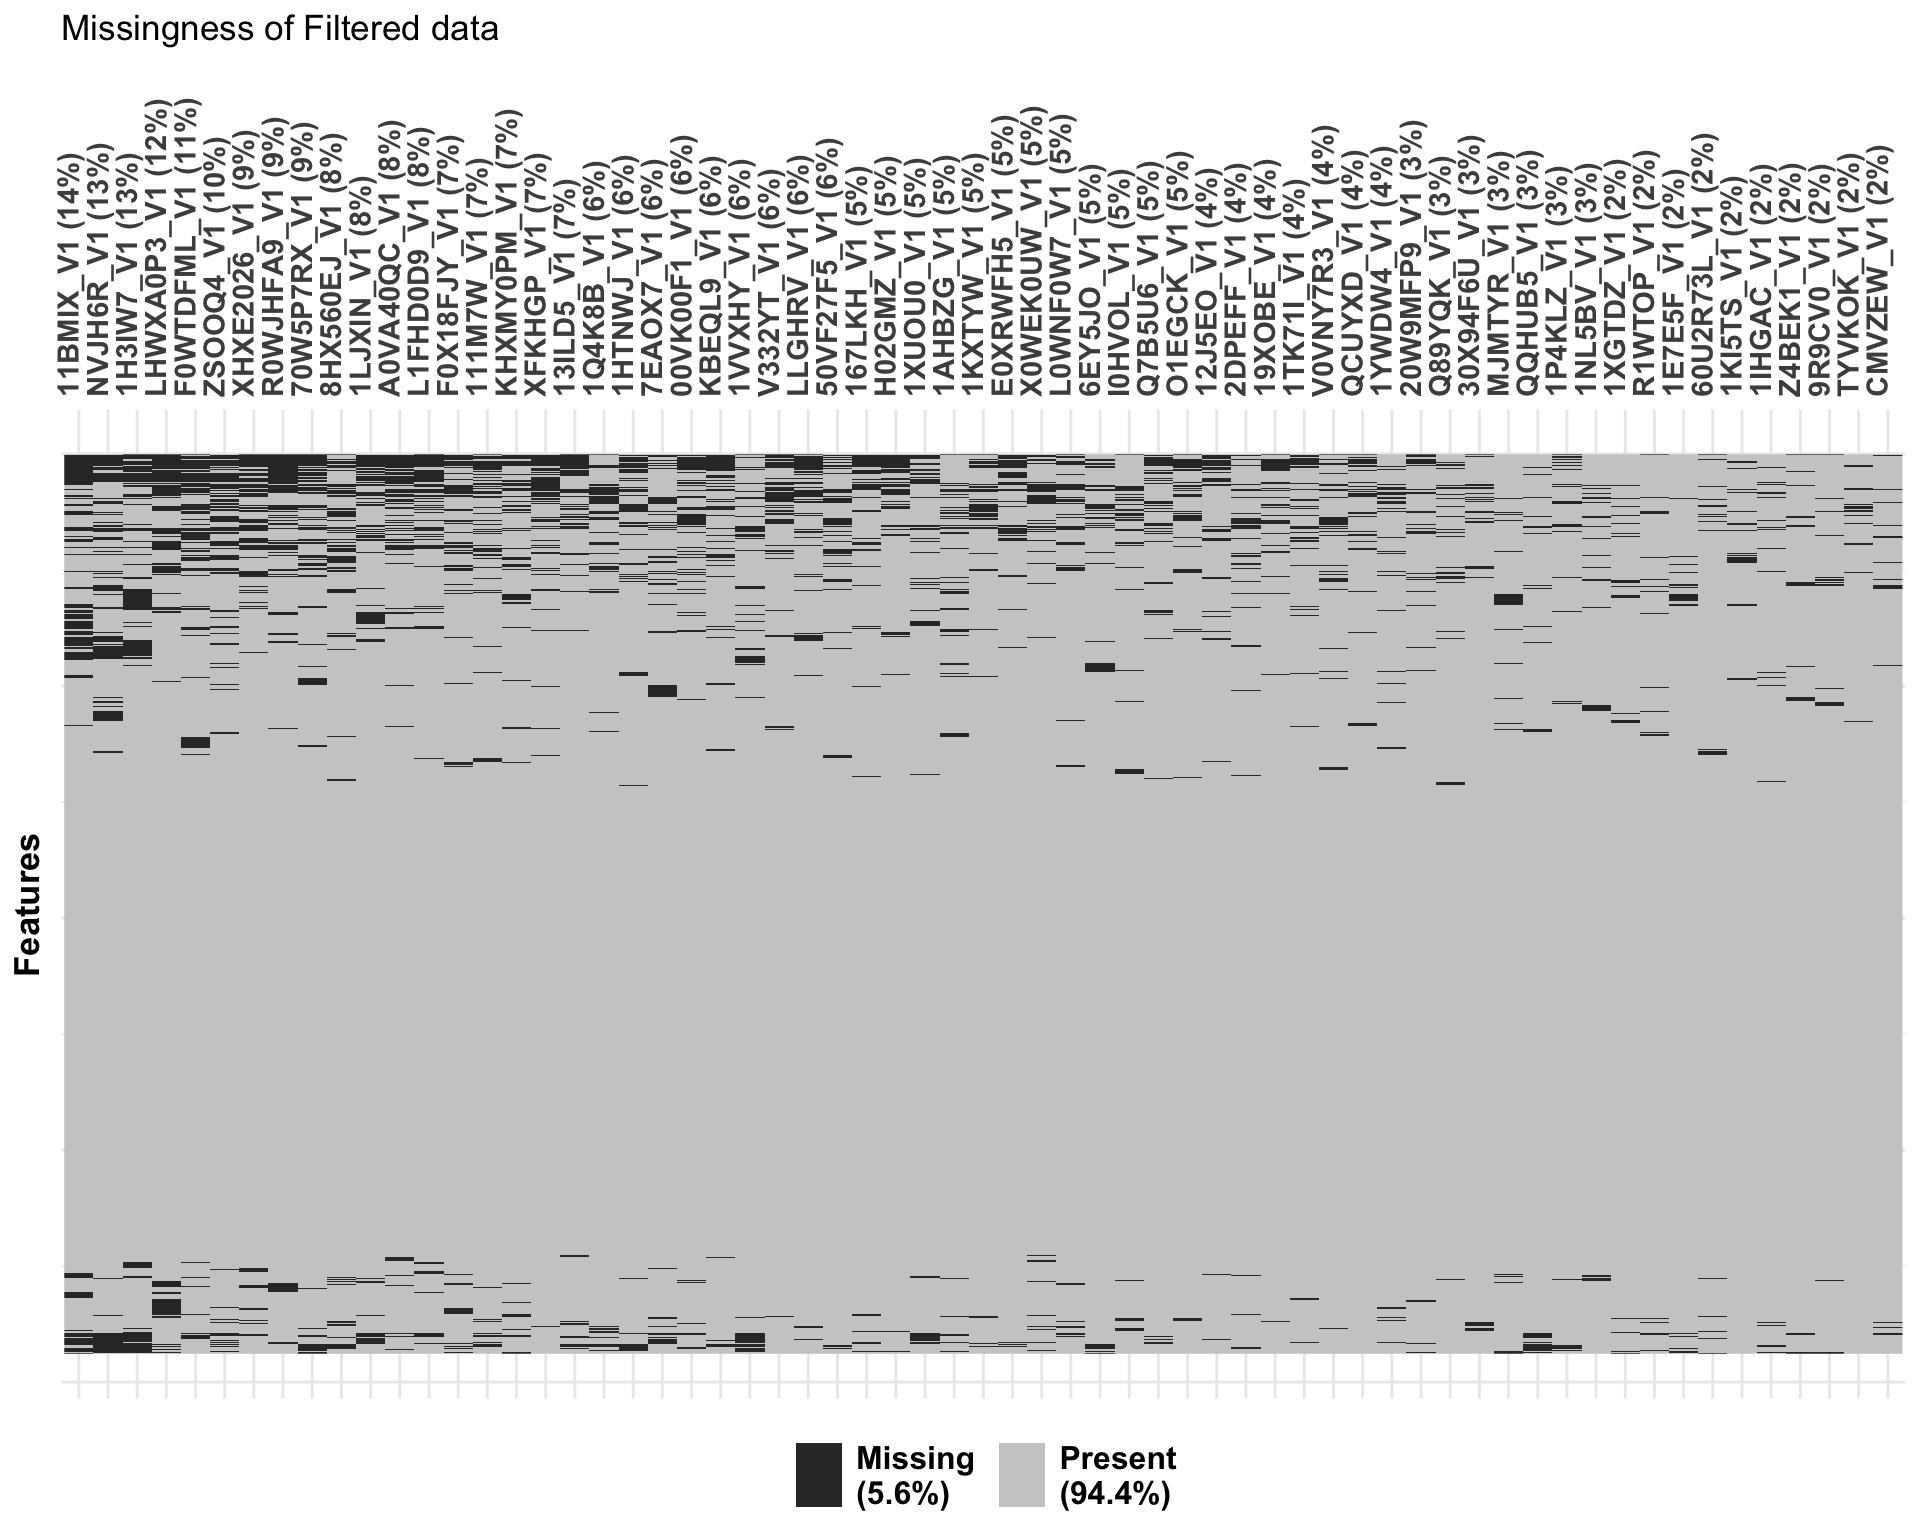 Missingness of Filtered data
11BMIX_V1 (14%)
NVJH6R_V1 (13%)
1H3IW7_V1 (13%)
LHWXA0P3_V1 (12%)
F0WTDFML_V1 (11%)
ZSOOQ4_V1 (10%)
XHXE2026_V1 (9%)
R0WJHFA9_V1 (9%)
70W5P7RX_V1 (9%)
8HX560EJ_V1 (8%)
1LJXIN_V1 (8%)
A0VA40QC_V1 (8%)
L1FHD0D9_V1 (8%)
F0X18FJY_V1 (7%)
111M7W_V1 (7%)
KHXMY0PM_V1 (7%)
XFKHGP_V1 (7%)
13ILD5_V1 (7%)
1Q4K8B_V1 (6%)
1HTNWJ_V1 (6%)
7EAOX7_V1 (6%)
00VK00F1_V1 (6%)
KBEQL9_V1 (6%)
1VVXHY_V1 (6%)
V332YT_V1 (6%)
LLGHRV_V1 (6%)
50VF27F5_V1 (6%)
167LKH_V1 (5%)
H02GMZ_V1 (5%)
1XUOU0_V1 (5%)
1AHBZG_V1 (5%)
1KXTYW_V1 (5%)
E0XRWFH5_V1 (5%)
X0WEK0UW_V1 (5%)
L0WNF0W7_V1 (5%)
6EY5JO_V1 (5%)
I0HVOL_V1 (5%)
Q7B5U6_V1 (5%)
O1EGCK_V1 (5%)
12J5EO_V1 (4%)
2DPEFF_V1 (4%)
19XOBE_V1 (4%)
1TK71I_V1 (4%)
V0VNY7R3_V1 (4%)
QCUYXD_V1 (4%)
1YWDW4_V1 (4%)
20W9MFP9_V1 (3%)
Q89YQK_V1 (3%)
30X94F6U_V1 (3%)
MJMTYR_V1 (3%)
QQHUB5_V1 (3%)
1P4KLZ_V1 (3%)
1NL5BV_V1 (3%)
1XGTDZ_V1 (2%)
R1WTOP_V1 (2%)
1E7E5F_V1 (2%)
60U2R73L_V1 (2%)
1KI5TS_V1 (2%)
1IHGAC_V1 (2%)
Z4BEK1_V1 (2%)
9R9CV0_V1 (2%)
TYVKOK_V1 (2%)
CMVZEW_V1 (2%)
Features
Missing
(5.6%)
Present
(94.4%)